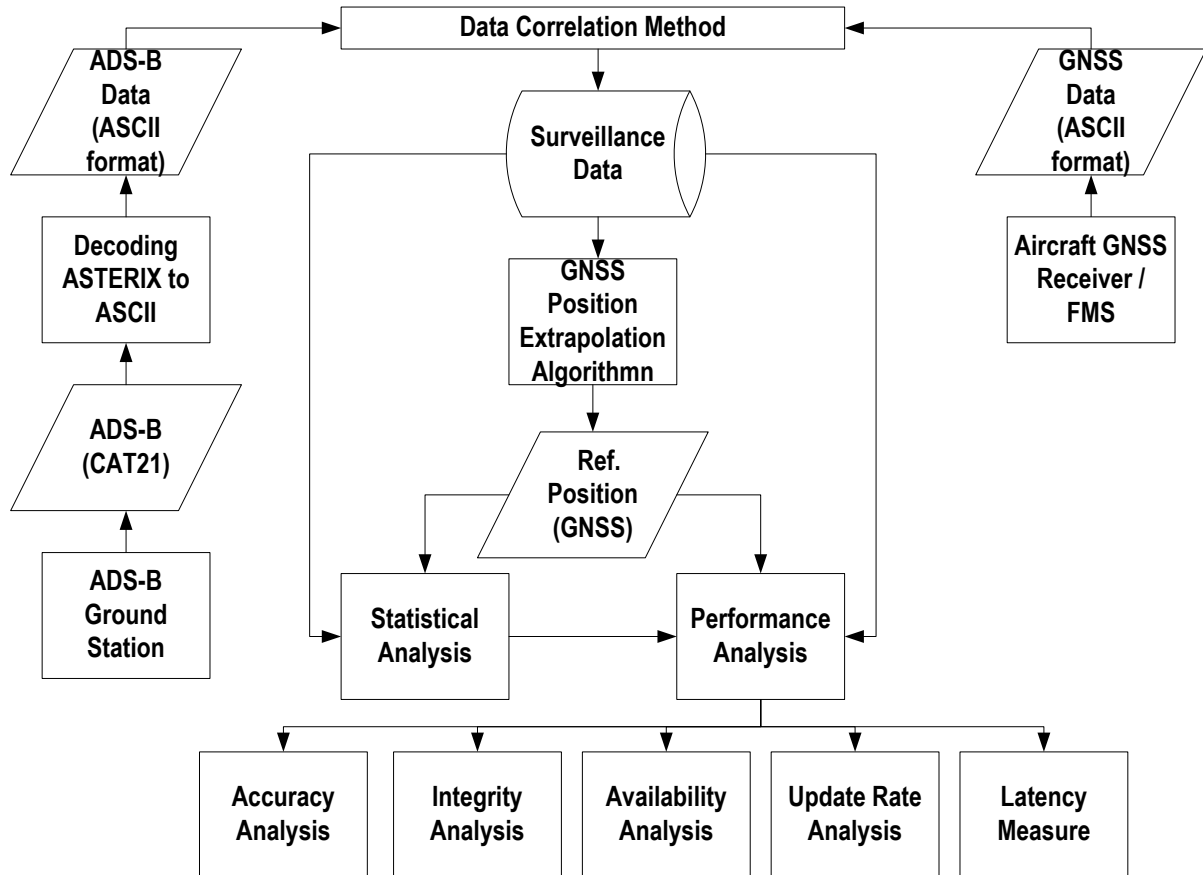 Data Correlation Method
ADS-B
Data
(ASCII
format)
GNSS
Data
(ASCII
format)
Surveillance
Data
Decoding
ASTERIX to
ASCII
Aircraft GNSS
Receiver /
FMS
GNSS
Position
Extrapolation
Algorithmn
ADS-B
(CAT21)
Ref.
Position
(GNSS)
ADS-B
Ground
Station
Statistical
Analysis
Performance
Analysis
Accuracy
Analysis
Integrity
Analysis
Availability
Analysis
Update Rate
Analysis
Latency
Measure